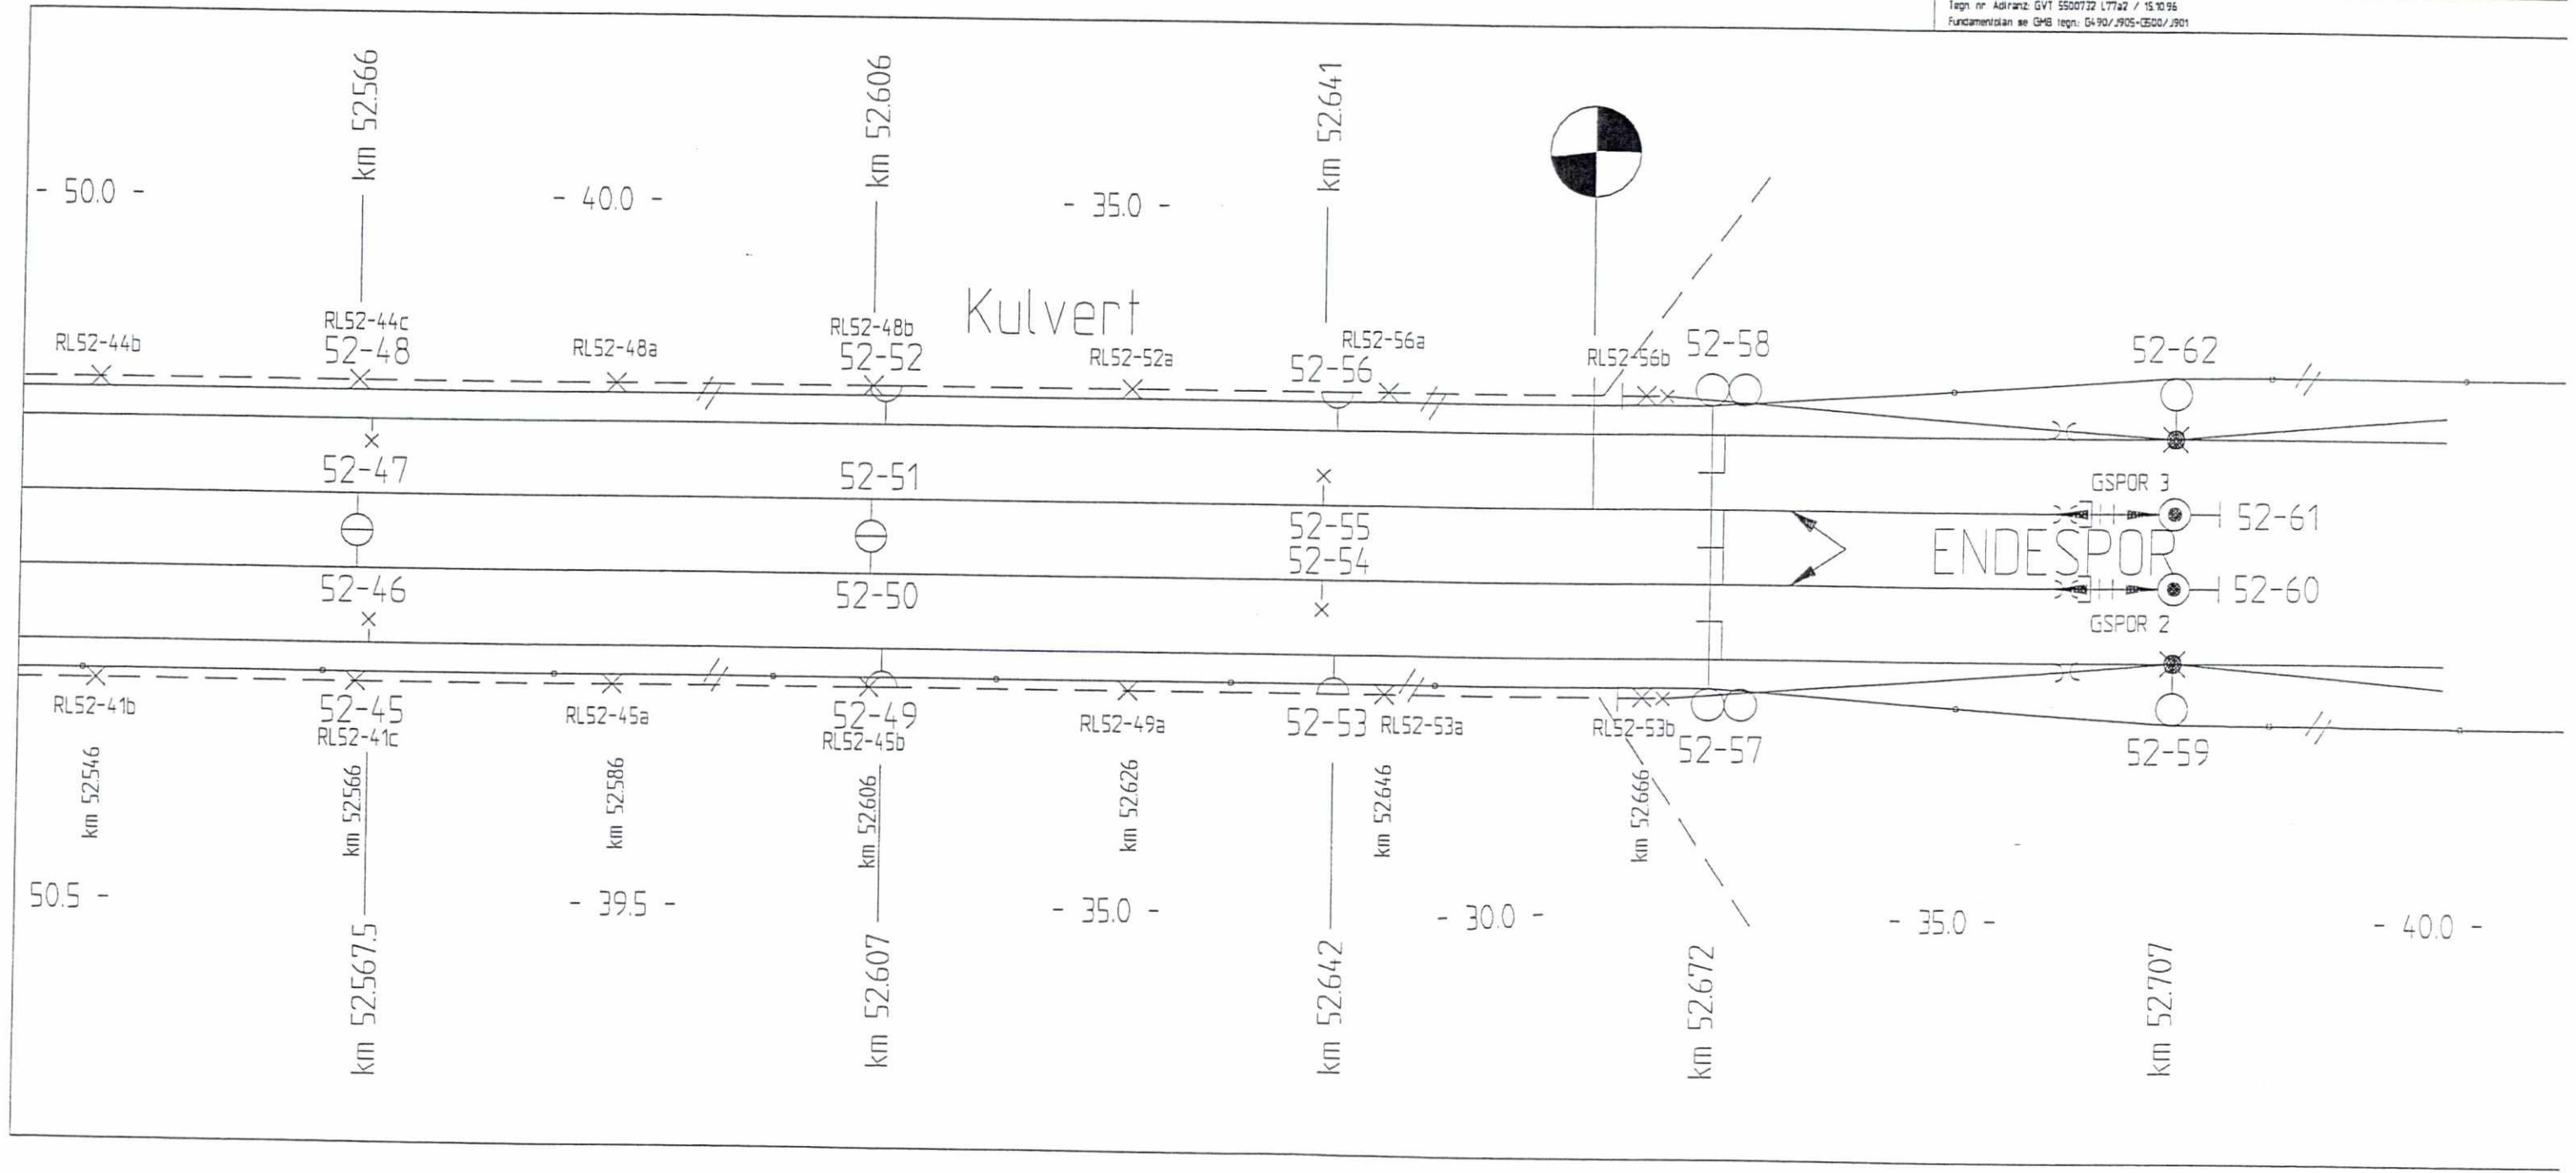 Tegn. nr. Adtranz: GVT 5500732 L77a2 / 15.10.96
Fundamentplan se GMB tegn.: G490/J905+G500/J901
km 52.566
km 52.606
km 52.641
- 50.0 -
- 40.0 -
- 35.0 -
Kulvert
RL52-44b
RL52-44c
52-48
RL52-48a
RL52-48b
52-52
RL52-52a
52-56
RL52-56a
RL52-56b
52-58
52-62
52-47
52-51
52-55
52-54
52-46
52-50
GSPOR 3
52-61
ENDESPOR
52-60
GSPOR 2
RL52-41b
52-45
RL52-41c
RL52-45a
52-49
RL52-45b
RL52-49a
52-53
RL52-53a
RL52-53b
52-57
52-59
km 52.546
km 52.566
km 52.586
km 52.606
km 52.626
km 52.646
km 52.666
50.5 -
- 39.5 -
- 35.0 -
- 30.0 -
- 35.0 -
- 40.0 -
km 52.567.5
km 52.607
km 52.642
km 52.672
km 52.707